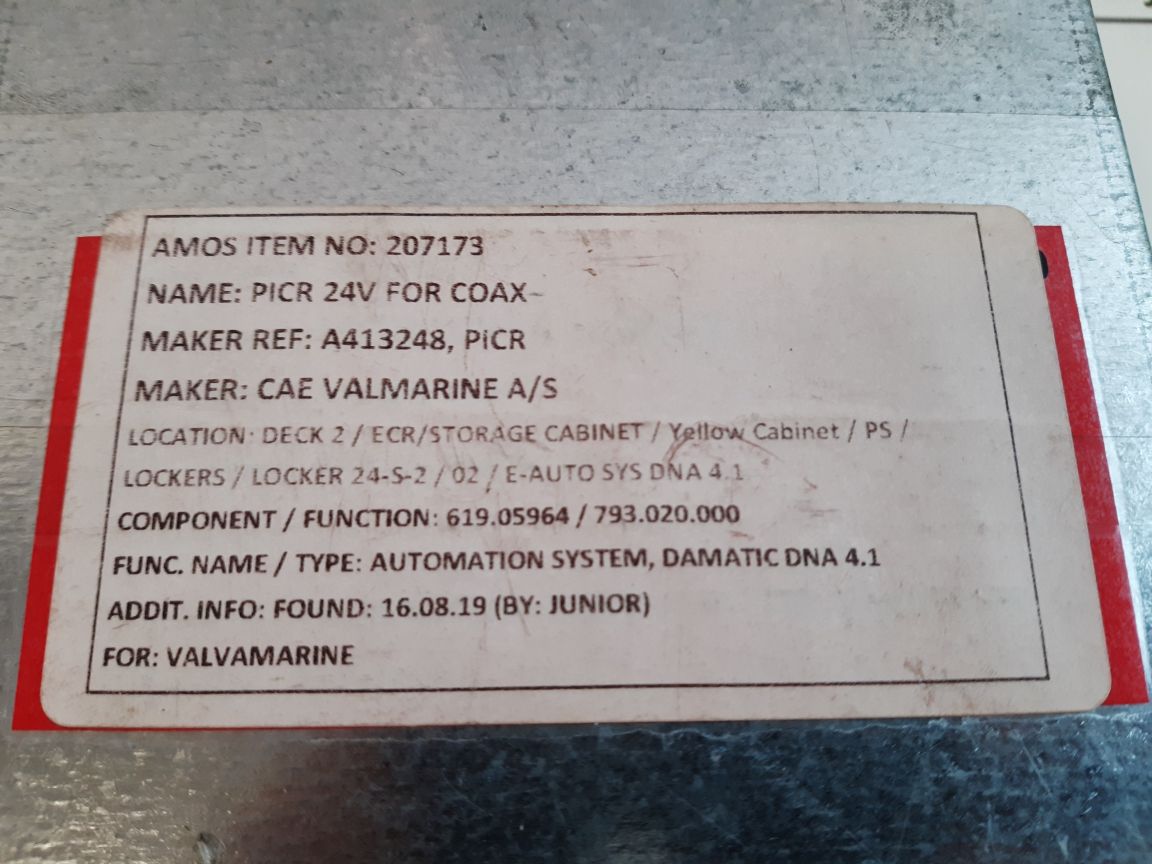 AMOS ITEM NO: 207173
NAME: PICR 24V FOR COAX-
MAKER REF: A413248, PiCR
MAKER: CAE VALMARINE A/S
LOCATION: DECK 2 / ECR/STORAGE CABINET / Yellow Cabinet / PS /
LOCKERS / LOCKER 24-S-2 / 02 / E-AUTO SYS DNA 4.1
COMPONENT / FUNCTION: 619.05964 / 793.020.000
FUNC. NAME / TYPE: AUTOMATION SYSTEM, DAMATIC DNA 4.1
ADDIT. INFO: FOUND: 16.08.19 (BY: JUNIOR)
FOR: VALVAMARINE